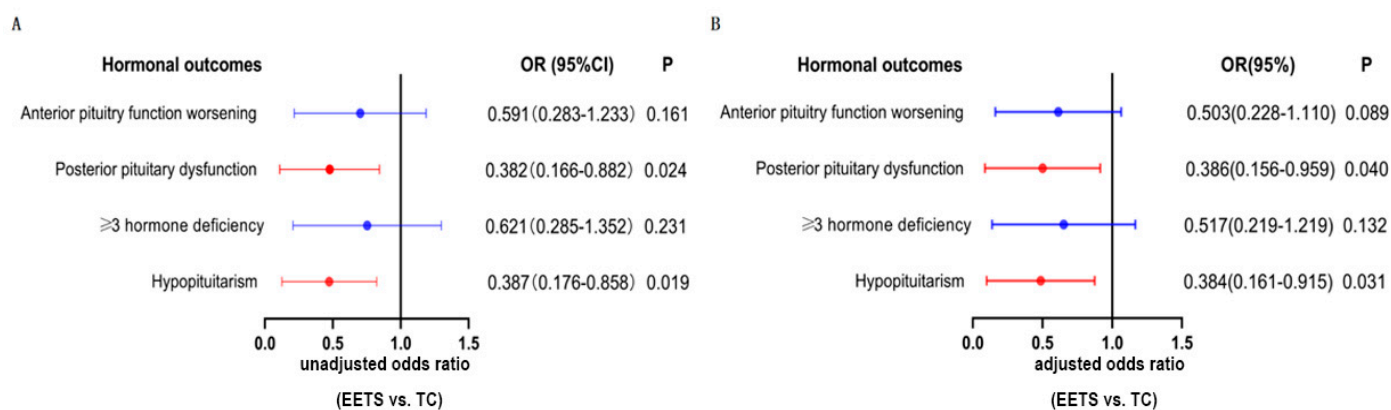 A
Hormonal outcomes OR (95%CI) P
Anterior pituitry function worsening 0.591(0.283-1.233) 0.161
Posterior pituitary dysfunction 0.382(0.166-0.882) 0.024
≥3 hormone deficiency 0.621(0.285-1.352) 0.231
Hypopituitarism 0.387(0.176-0.858) 0.019
0.0 0.5 1.0 1.5
unadjusted odds ratio
(EETS vs. TC)
B
Hormonal outcomes OR(95%) P
Anterior pituitry function worsening 0.503(0.228-1.110) 0.089
Posterior pituitary dysfunction 0.386(0.156-0.959) 0.040
≥3 hormone deficiency 0.517(0.219-1.219) 0.132
Hypopituitarism 0.384(0.161-0.915) 0.031
0.0 0.5 1.0 1.5
adjusted odds ratio
(EETS vs. TC)